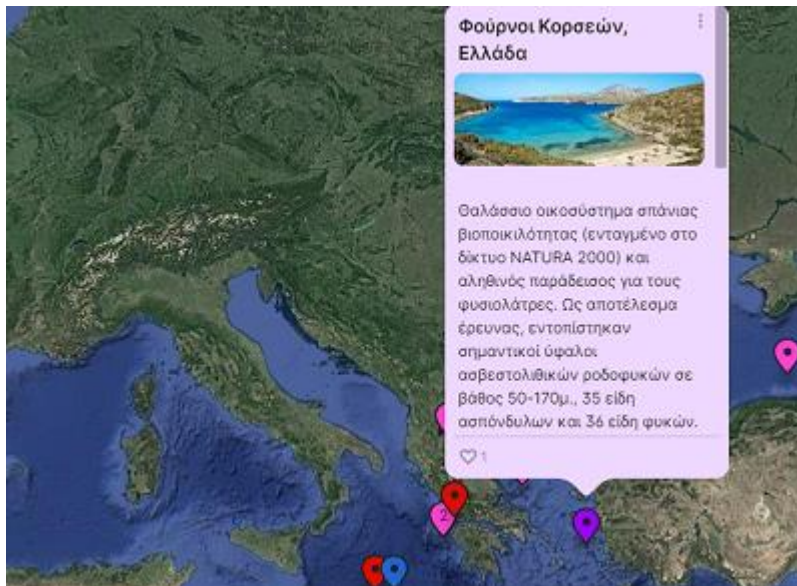 Φούρνοι Κορσεών,
Ελλάδα
Θαλάσσιο οικοσύστημα σπάνιας
βιοποικιλότητας (ενταγμένο στο
δίκτυο NATURA 2000) και
αληθινός παράδεισος για τους
φυσιολάτρες. Ως αποτέλεσμα
έρευνας, εντοπίστηκαν
σημαντικοί ύφαλοι
ασβεστολιθικών ροδοφυκών σε
βάθος 50-170μ., 35 είδη
ασπόνδυλων και 36 είδη φυκών.
1
2